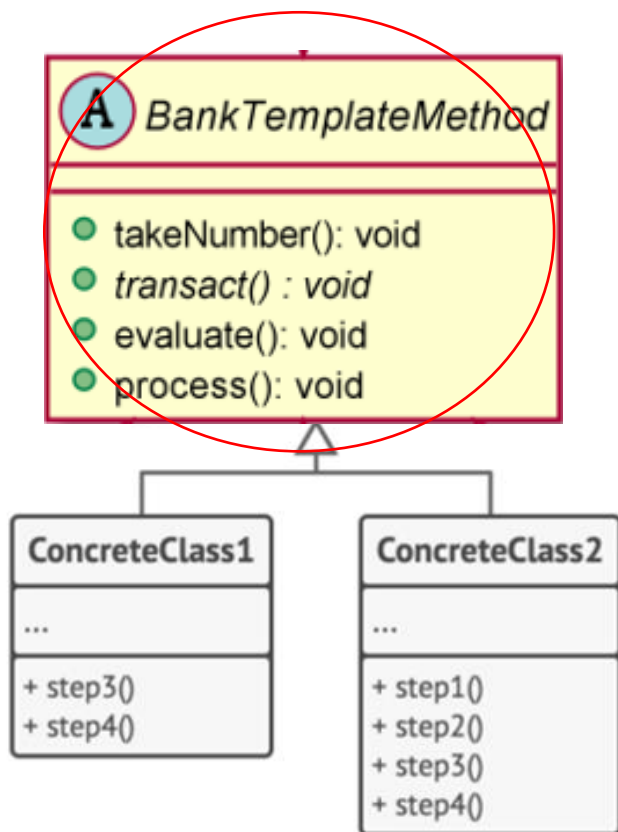 A BankTemplateMethod
takeNumber(): void
transact() : void
evaluate(): void
process(): void
ConcreteClass1
...
+ step3()
+ step4()
ConcreteClass2
...
+ step1()
+ step2()
+ step3()
+ step4()